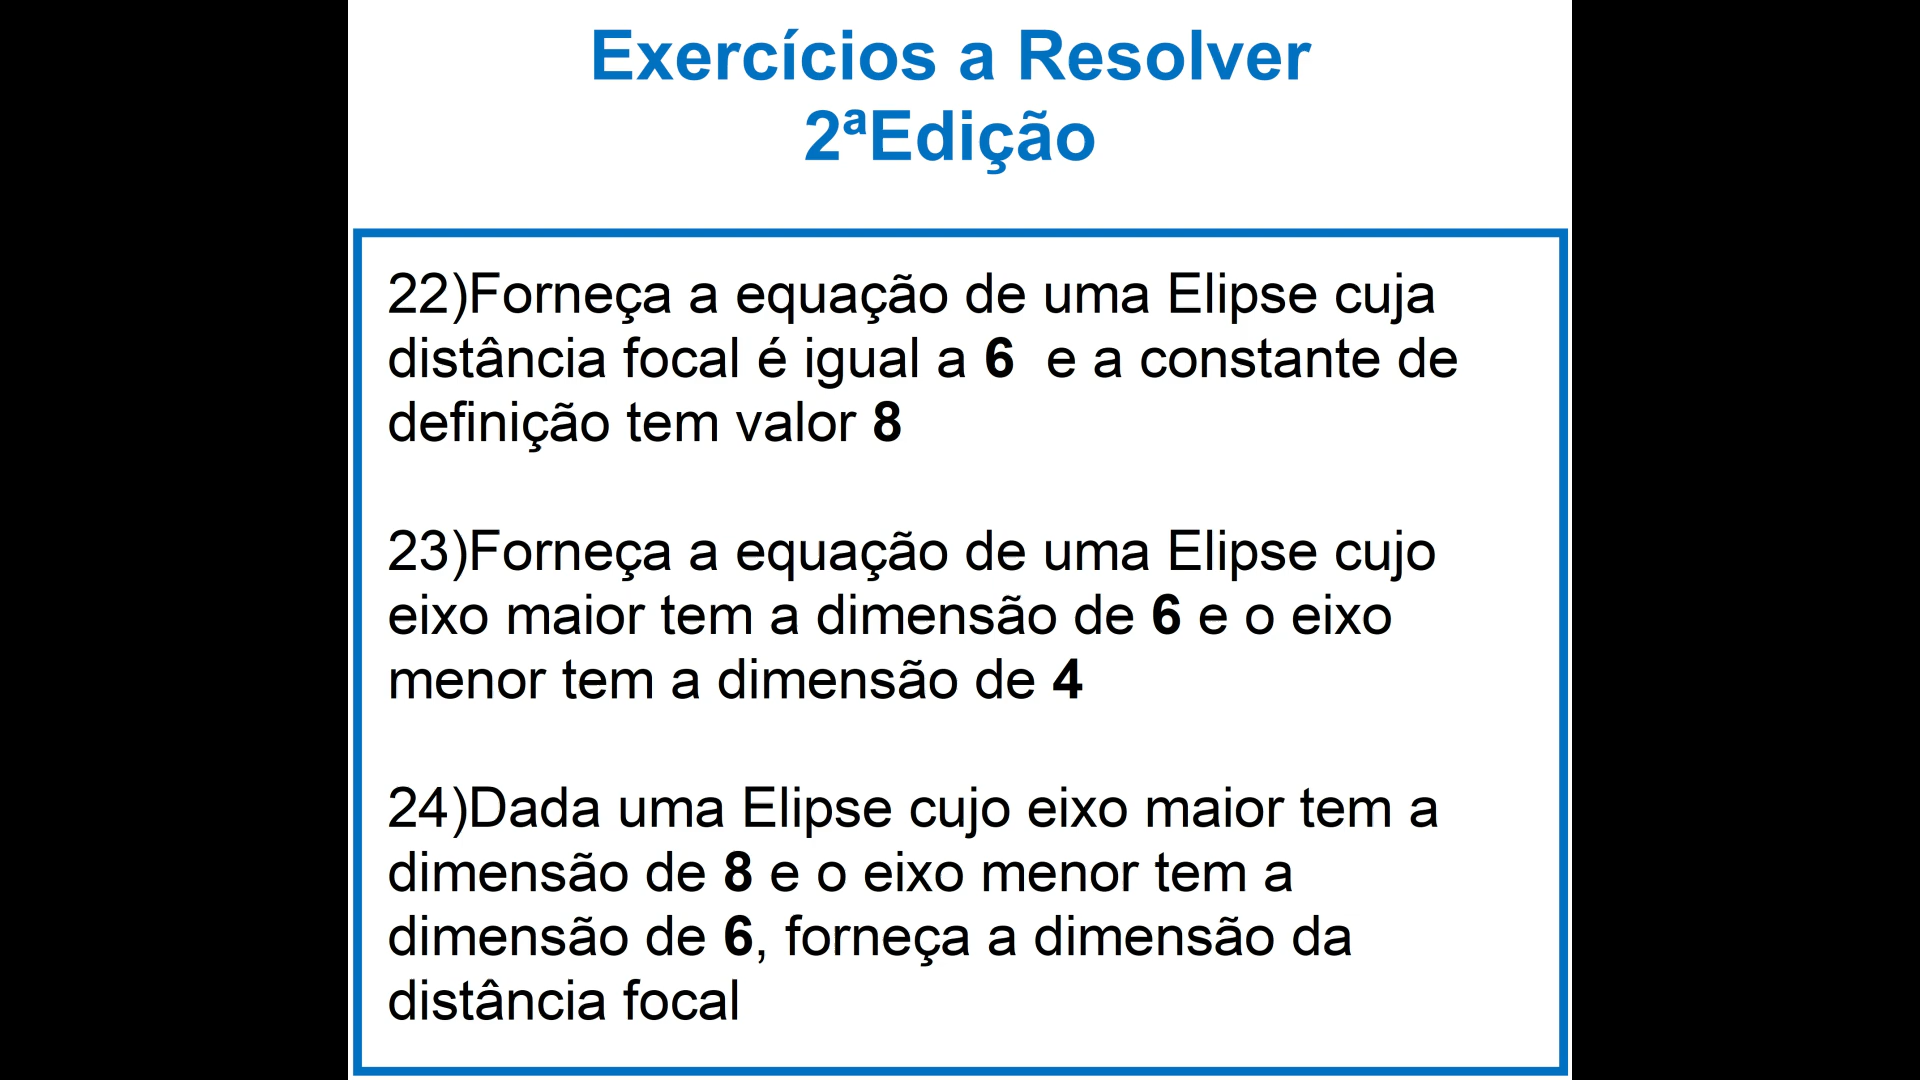 Exercícios a Resolver
2ªEdição
22)Forneça a equação de uma Elipse cuja
distância focal é igual a 6  e a constante de
definição tem valor 8
23)Forneça a equação de uma Elipse cujo
eixo maior tem a dimensão de 6 e o eixo
menor tem a dimensão de 4
24)Dada uma Elipse cujo eixo maior tem a
dimensão de 8 e o eixo menor tem a
dimensão de 6, forneça a dimensão da
distância focal